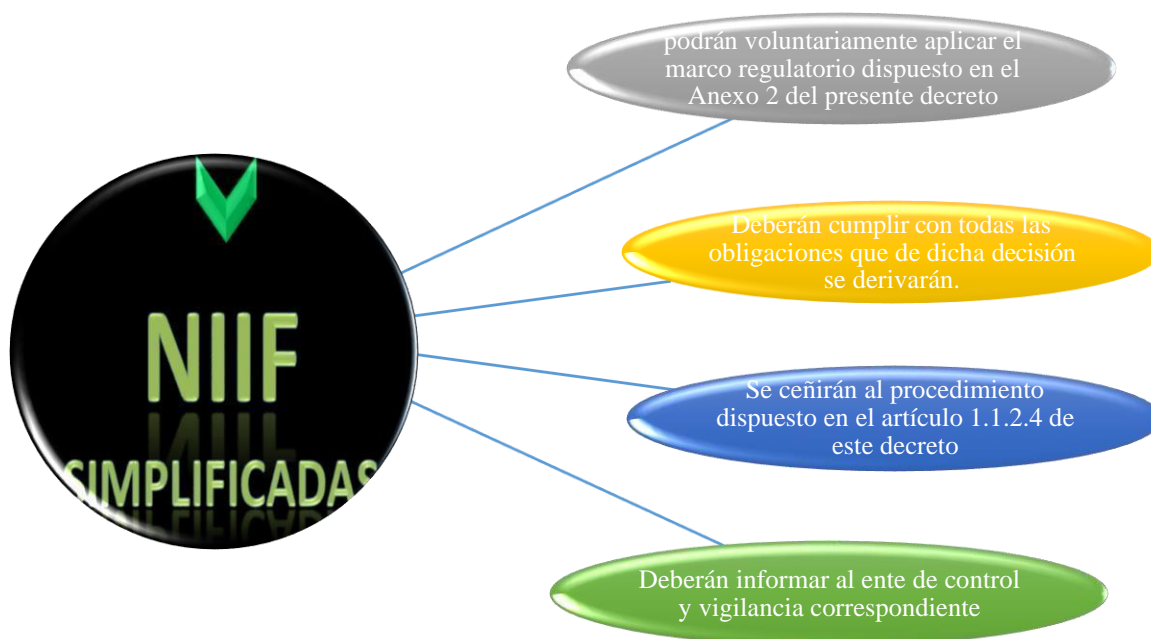 podrán voluntariamente aplicar el
marco regulatorio dispuesto en el
Anexo 2 del presente decreto
Deberán cumplir con todas las
obligaciones que de dicha decisión
se derivarán.
NIIF
SIMPLIFICADAS
Se ceñirán al procedimiento
dispuesto en el artículo 1.1.2.4 de
este decreto
Deberán informar al ente de control
y vigilancia correspondiente